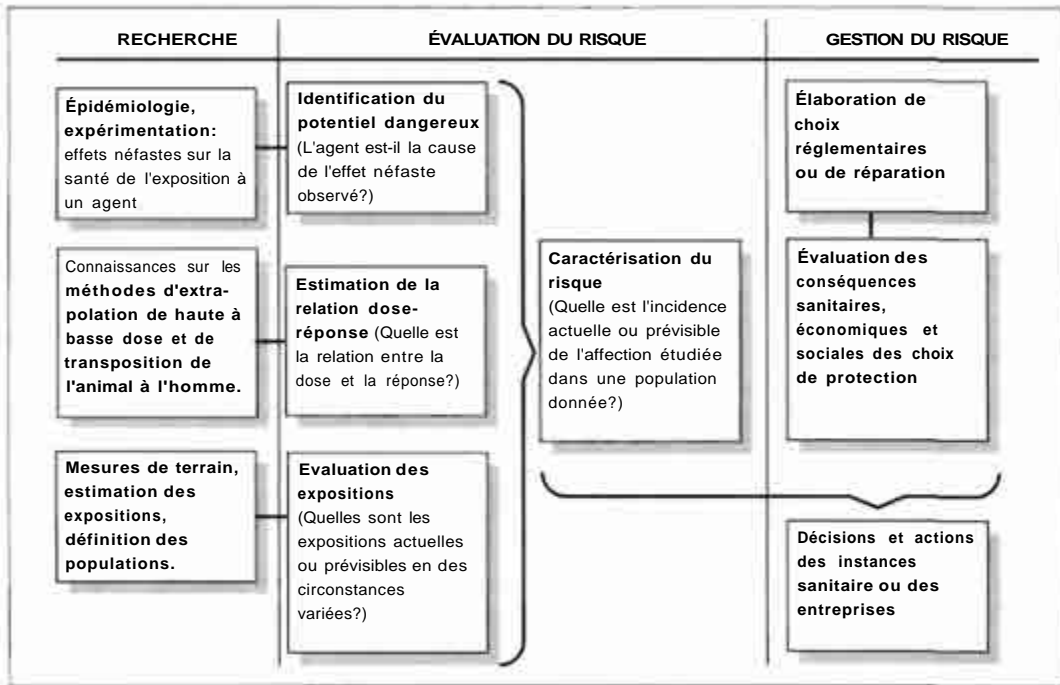 RECHERCHE
ÉVALUATION DU RISQUE
GESTION DU RISQUE
Épidémiologie,
expérimentation:
effets néfastes sur la
santé de l'exposition à
un agent
Identification du
potentiel dangereux
(L'agent est-il la cause
de l'effet néfaste
observé?)
Élaboration de
choix
réglementaires
ou de réparation
Connaissances sur les
méthodes d'extra-
polation de haute à
basse dose et de
transposition de
l'animal à l'homme.
Estimation de la
relation dose-
réponse (Quelle est
la relation entre la
dose et la réponse?)
Caractérisation du
risque
(Quelle est l'incidence
actuelle ou prévisible
de l'affection étudiée
dans une population
donnée?)
Évaluation des
conséquences
sanitaires,
économiques et
sociales des choix
de protection
Mesures de terrain,
estimation des
expositions,
définition des
populations.
Evaluation des
expositions
(Quelles sont les
expositions actuelles
ou prévisibles en des
circonstances
variées?)
Décisions et actions
des instances
sanitaire ou des
entreprises